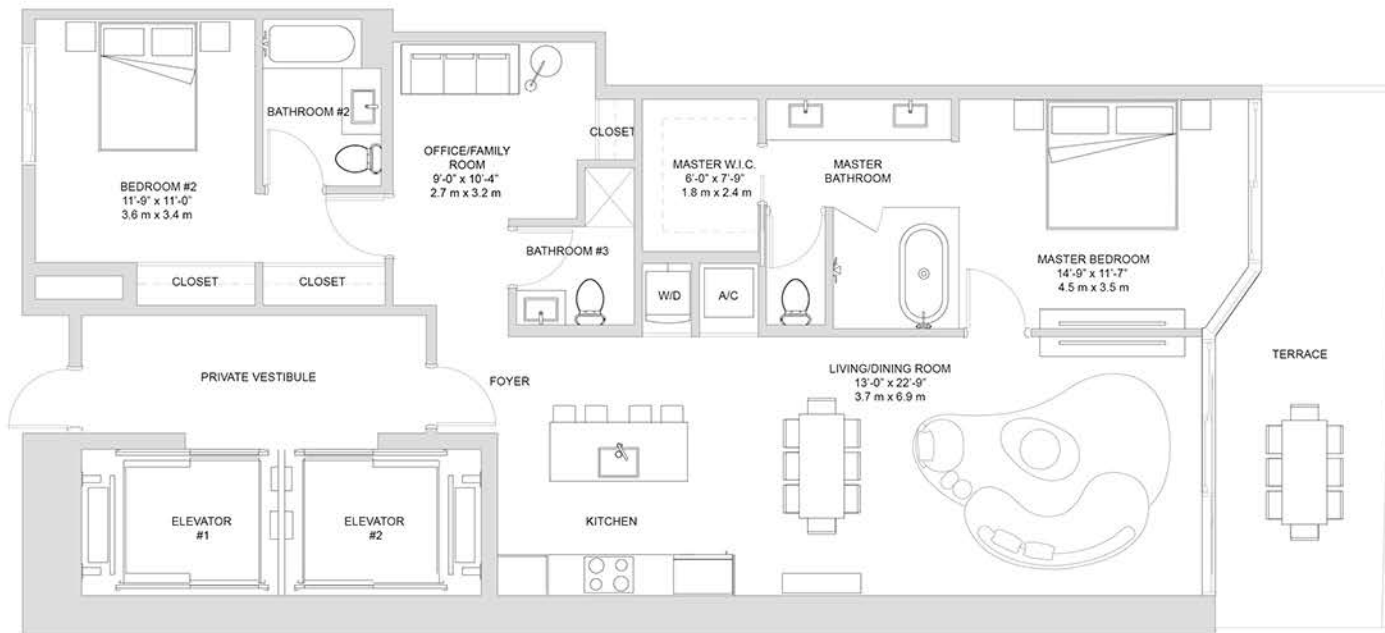 BATHROOM #2
BEDROOM #2
11'-9" x 11'-0"
3.6 m x 3.4 m
CLOSET
CLOSET
OFFICE/FAMILY
ROOM
9'-0" x 10'-4"
2.7 m x 3.2 m
CLOSET
BATHROOM #3
MASTER W.I.C.
6'-0" x 7'-9"
1.8 m x 2.4 m
W/D
A/C
MASTER
BATHROOM
MASTER BEDROOM
14'-9" x 11'-7"
4.5 m x 3.5 m
PRIVATE VESTIBULE
FOYER
LIVING/DINING ROOM
13'-0" x 22'-9"
3.7 m x 6.9 m
TERRACE
ELEVATOR
#1
ELEVATOR
#2
KITCHEN